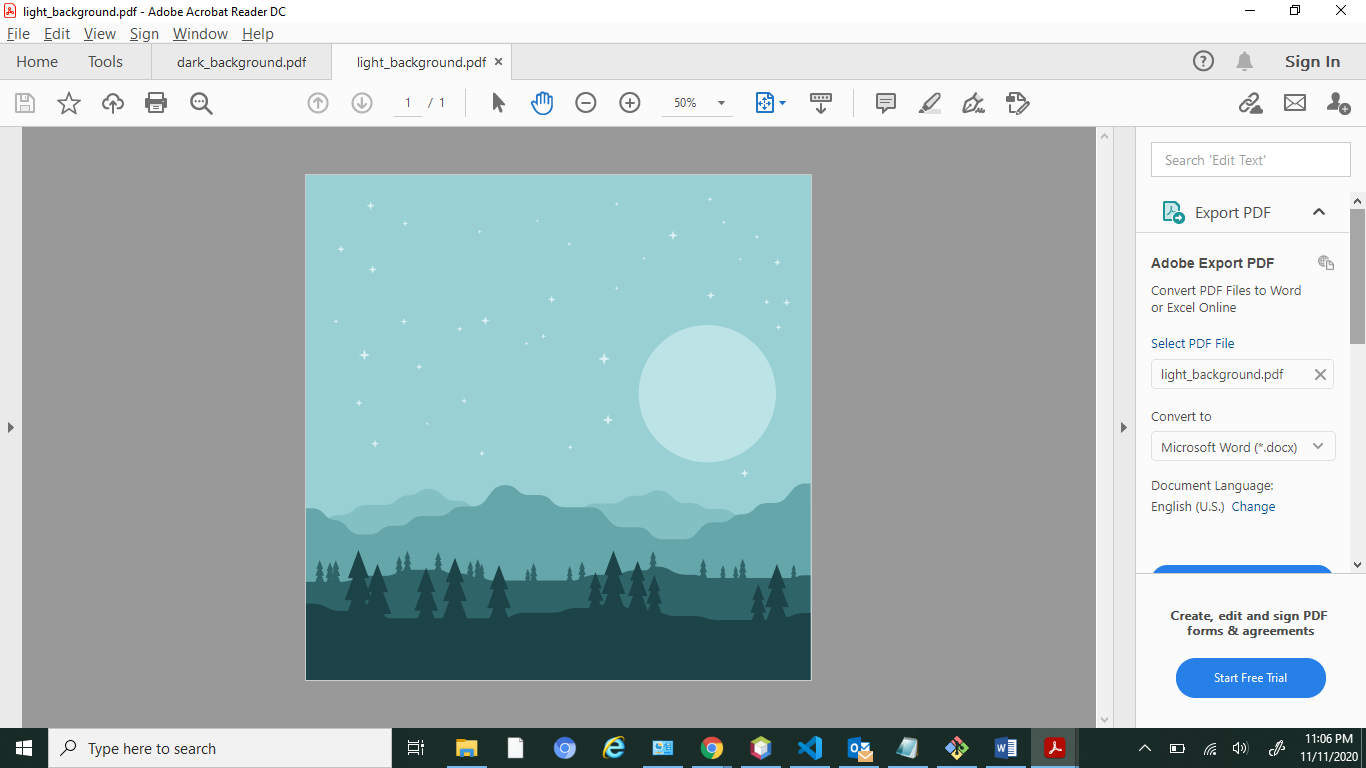 light_background.pdf - Adobe Acrobat Reader DC
File Edit View Sign Window Help
Home Tools dark_background.pdf light_background.pdf
Sign In
1 / 1
50%
Search 'Edit Text'
Export PDF
Adobe Export PDF
Convert PDF Files to Word
or Excel Online
Select PDF File
light_background.pdf
Convert to
Microsoft Word (*.docx)
Document Language:
English (U.S.) Change
Create, edit and sign PDF
forms & agreements
Start Free Trial
Type here to search
11:06 PM
11/11/2020